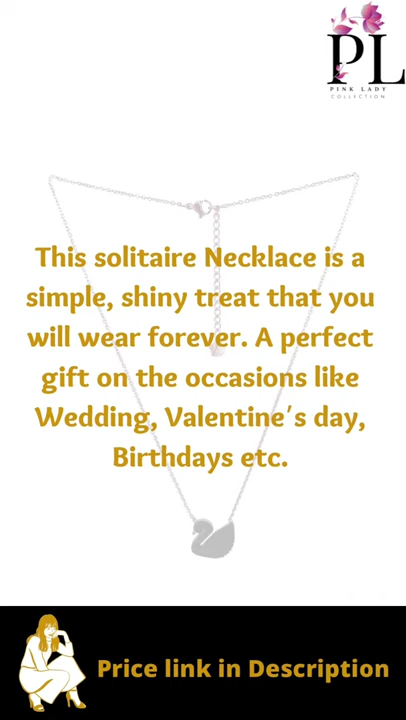 PL
PINK LADY
COLLECTION
This solitaire Necklace is a
simple, shiny treat that you
will wear forever. A perfect
gift on the occasions like
Wedding, Valentine's day,
Birthdays etc.
Price link in Description